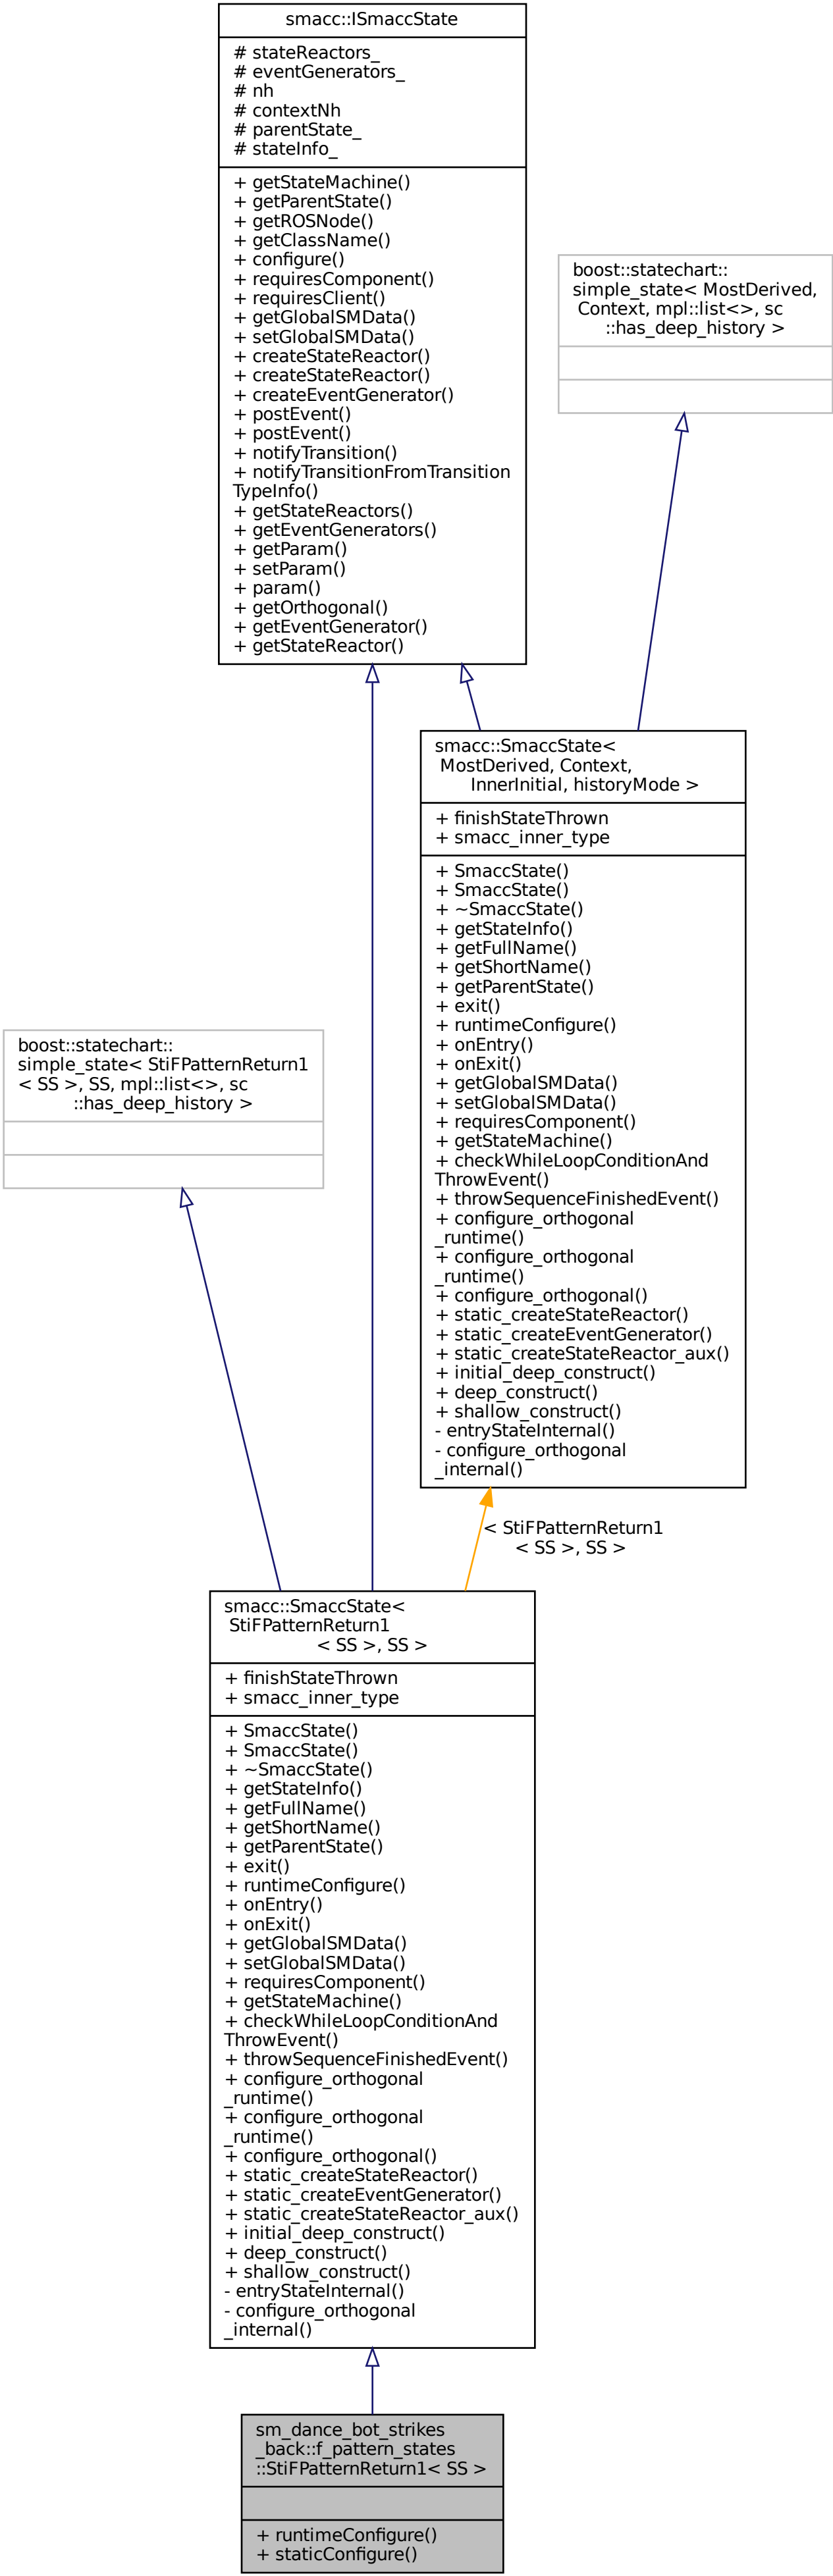 smacc::ISmaccState
# stateReactors_
# eventGenerators_
# nh
# contextNh
# parentState_
# stateInfo_
+ getStateMachine()
+ getParentState()
+ getROSNode()
+ getClassName()
+ configure()
+ requiresComponent()
+ requiresClient()
+ getGlobalSMData()
+ setGlobalSMData()
+ createStateReactor()
+ createStateReactor()
+ createEventGenerator()
+ postEvent()
+ postEvent()
+ notifyTransition()
+ notifyTransitionFromTransition
TypeInfo()
+ getStateReactors()
+ getEventGenerators()
+ getParam()
+ setParam()
+ param()
+ getOrthogonal()
+ getEventGenerator()
+ getStateReactor()
boost::statechart::
simple_state< MostDerived,
Context, mpl::list<>, sc
::has_deep_history >
smacc::SmaccState<
MostDerived, Context,
InnerInitial, historyMode >
+ finishStateThrown
+ smacc_inner_type
+ SmaccState()
+ SmaccState()
+ ~SmaccState()
+ getStateInfo()
+ getFullName()
+ getShortName()
+ getParentState()
+ exit()
+ runtimeConfigure()
+ onEntry()
+ onExit()
+ getGlobalSMData()
+ setGlobalSMData()
+ requiresComponent()
+ getStateMachine()
+ checkWhileLoopConditionAnd
ThrowEvent()
+ throwSequenceFinishedEvent()
+ configure_orthogonal
_runtime()
+ configure_orthogonal
_runtime()
+ configure_orthogonal()
+ static_createStateReactor()
+ static_createEventGenerator()
+ static_createStateReactor_aux()
+ initial_deep_construct()
+ deep_construct()
+ shallow_construct()
- entryStateInternal()
- configure_orthogonal
_internal()
boost::statechart::
simple_state< StiFPatternReturn1
< SS >, SS, mpl::list<>, sc
::has_deep_history >
< StiFPatternReturn1
< SS >, SS >
smacc::SmaccState<
StiFPatternReturn1
< SS >, SS >
+ finishStateThrown
+ smacc_inner_type
+ SmaccState()
+ SmaccState()
+ ~SmaccState()
+ getStateInfo()
+ getFullName()
+ getShortName()
+ getParentState()
+ exit()
+ runtimeConfigure()
+ onEntry()
+ onExit()
+ getGlobalSMData()
+ setGlobalSMData()
+ requiresComponent()
+ getStateMachine()
+ checkWhileLoopConditionAnd
ThrowEvent()
+ throwSequenceFinishedEvent()
+ configure_orthogonal
_runtime()
+ configure_orthogonal
_runtime()
+ configure_orthogonal()
+ static_createStateReactor()
+ static_createEventGenerator()
+ static_createStateReactor_aux()
+ initial_deep_construct()
+ deep_construct()
+ shallow_construct()
- entryStateInternal()
- configure_orthogonal
_internal()
sm_dance_bot_strikes
_back::f_pattern_states
::StiFPatternReturn1< SS >
+ runtimeConfigure()
+ staticConfigure()